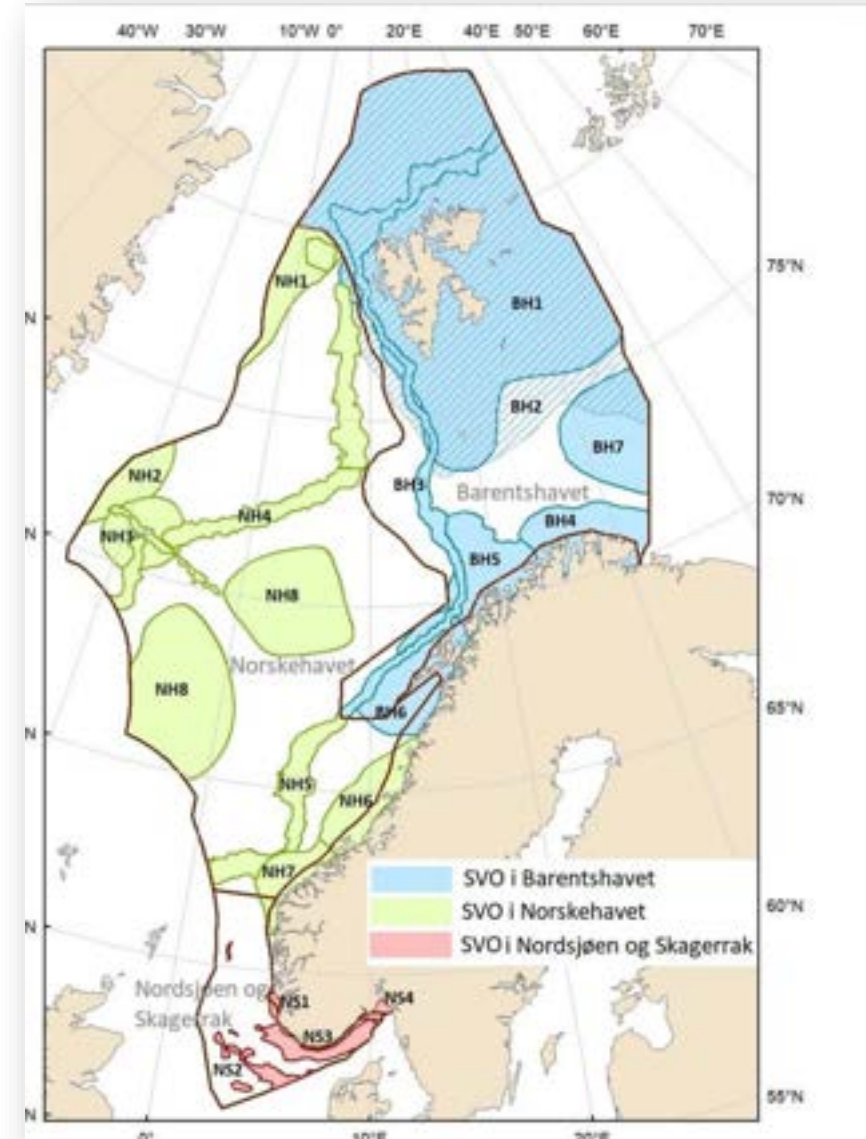 40°W 30°W 10°W 0° 20°E 40°E 50°E 60°E 70°E
NH1
BH1
75°N
BH2
BH7
NH2
BH3
Barentshavet
70°N
NH3
NH4
BH4
BH5
NH8
Norskehavet
NH8
65°N
BH6
NH5
NH6
NH7
SVO i Barentshavet
SVO i Norskehavet
60°N
SVO i Nordsjøen og Skagerrak
Nordsjøen og
Skagerrak
NS1
NS4
NS3
NS2
55°N